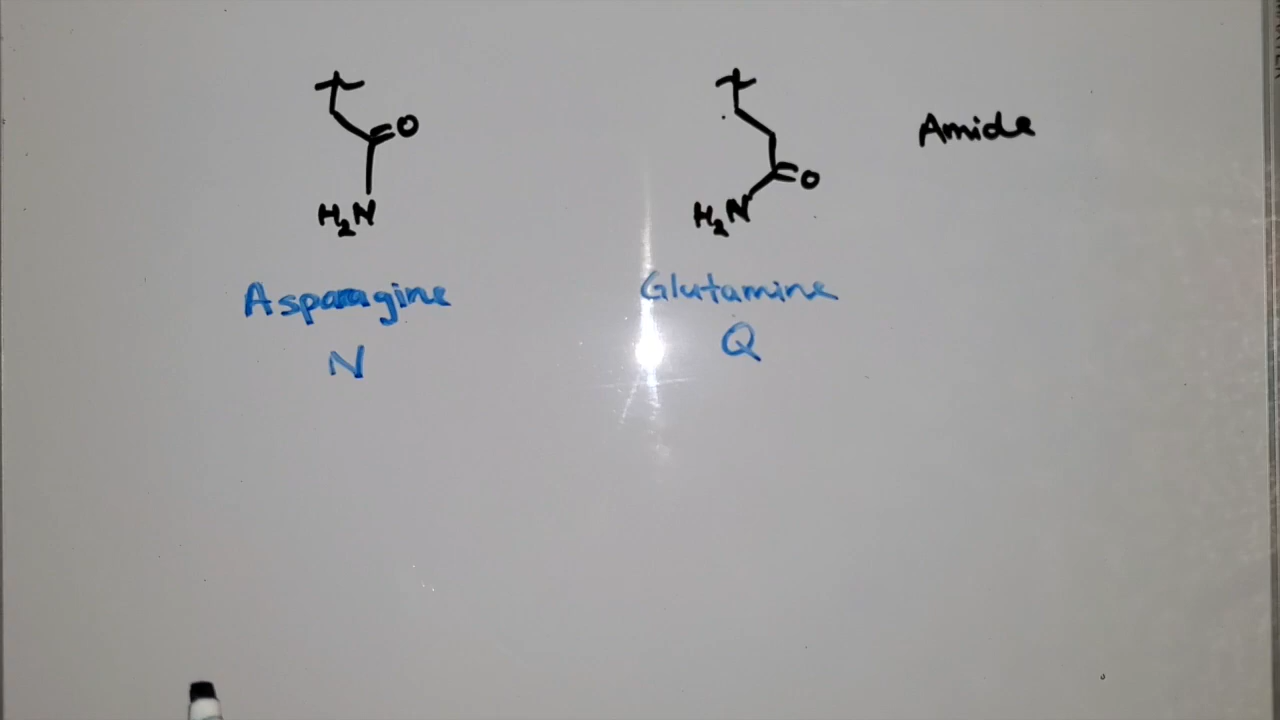 O
H₂N
Asparagine
N
O
H₂N
Glutamine
Q
Amide